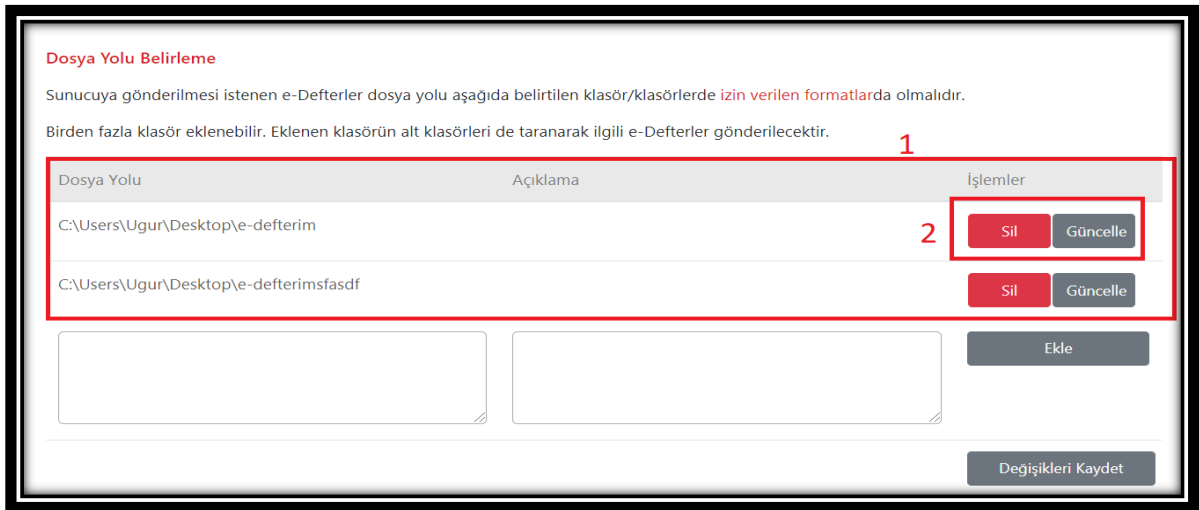 Dosya Yolu Belirleme
Sunucuya gönderilmesi istenen e-Defterler dosya yolu aşağıda belirtilen klasör/klasörlerde izin verilen formatlarda olmalıdır.
Birden fazla klasör eklenebilir. Eklenen klasörün alt klasörleri de taranarak ilgili e-Defterler gönderilecektir.
1
Dosya Yolu Açıklama İşlemler
C:\Users\Ugur\Desktop\e-defterim 2 Sil Güncelle
C:\Users\Ugur\Desktop\e-defterimsfasdf Sil Güncelle
Ekle
Değişikleri Kaydet